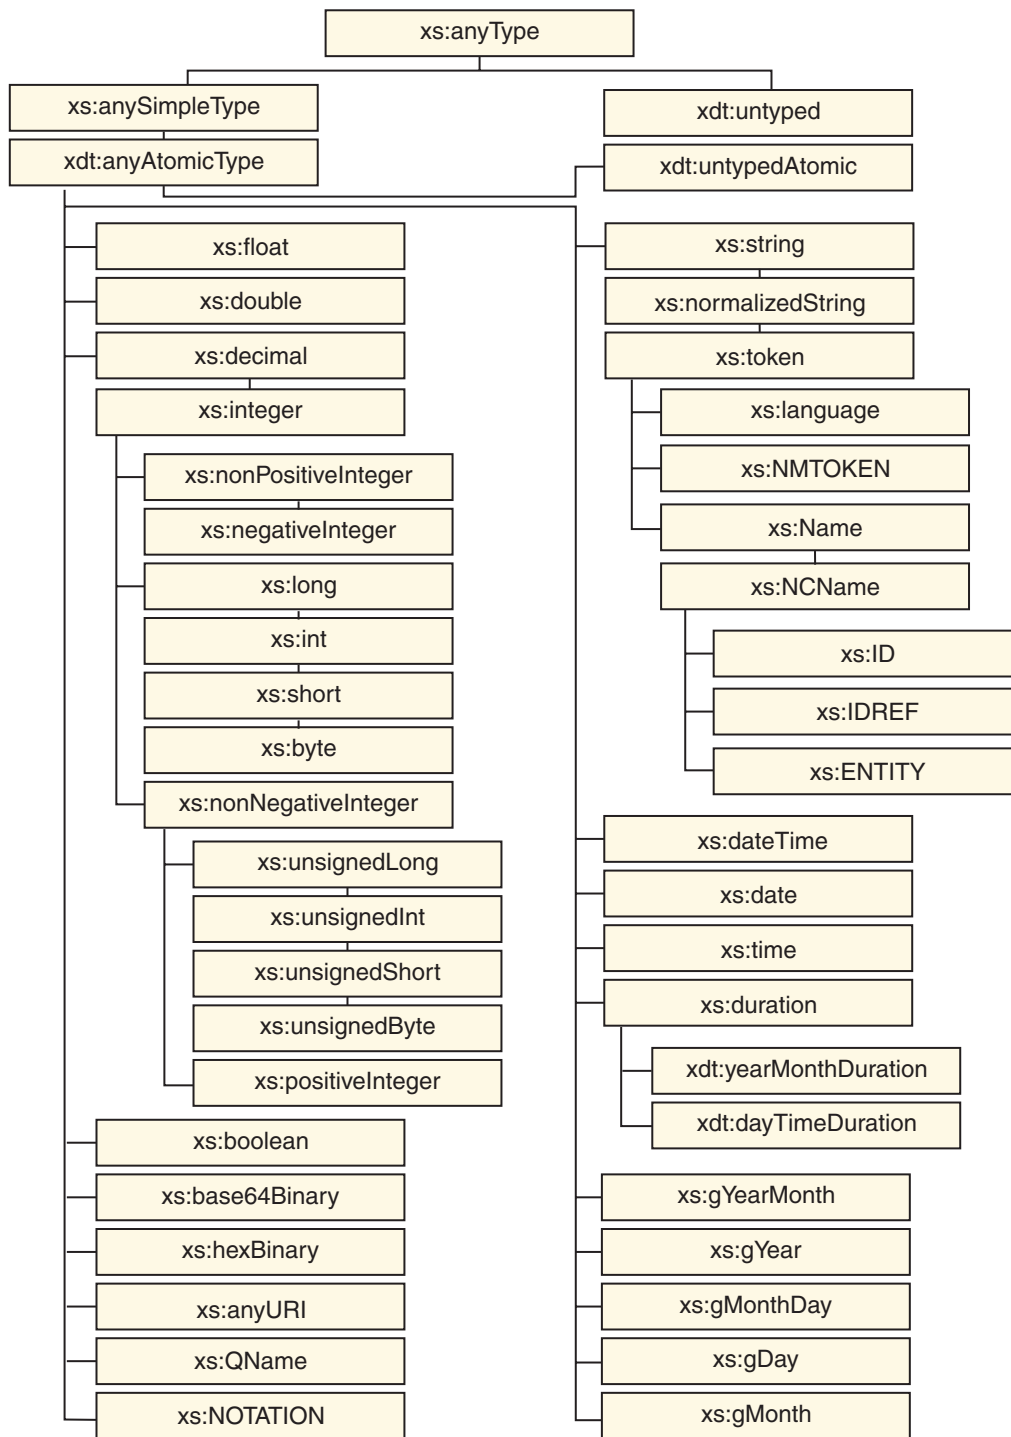 xs:anyType
xs:anySimpleType
xdt:untyped
xdt:anyAtomicType
xdt:untypedAtomic
xs:float
xs:double
xs:decimal
xs:integer
xs:nonPositiveInteger
xs:negativeInteger
xs:long
xs:int
xs:short
xs:byte
xs:nonNegativeInteger
xs:unsignedLong
xs:unsignedInt
xs:unsignedShort
xs:unsignedByte
xs:positiveInteger
xs:boolean
xs:base64Binary
xs:hexBinary
xs:anyURI
xs:QName
xs:NOTATION
xs:string
xs:normalizedString
xs:token
xs:language
xs:NMTOKEN
xs:Name
xs:NCName
xs:ID
xs:IDREF
xs:ENTITY
xs:dateTime
xs:date
xs:time
xs:duration
xdt:yearMonthDuration
xdt:dayTimeDuration
xs:gYearMonth
xs:gYear
xs:gMonthDay
xs:gDay
xs:gMonth